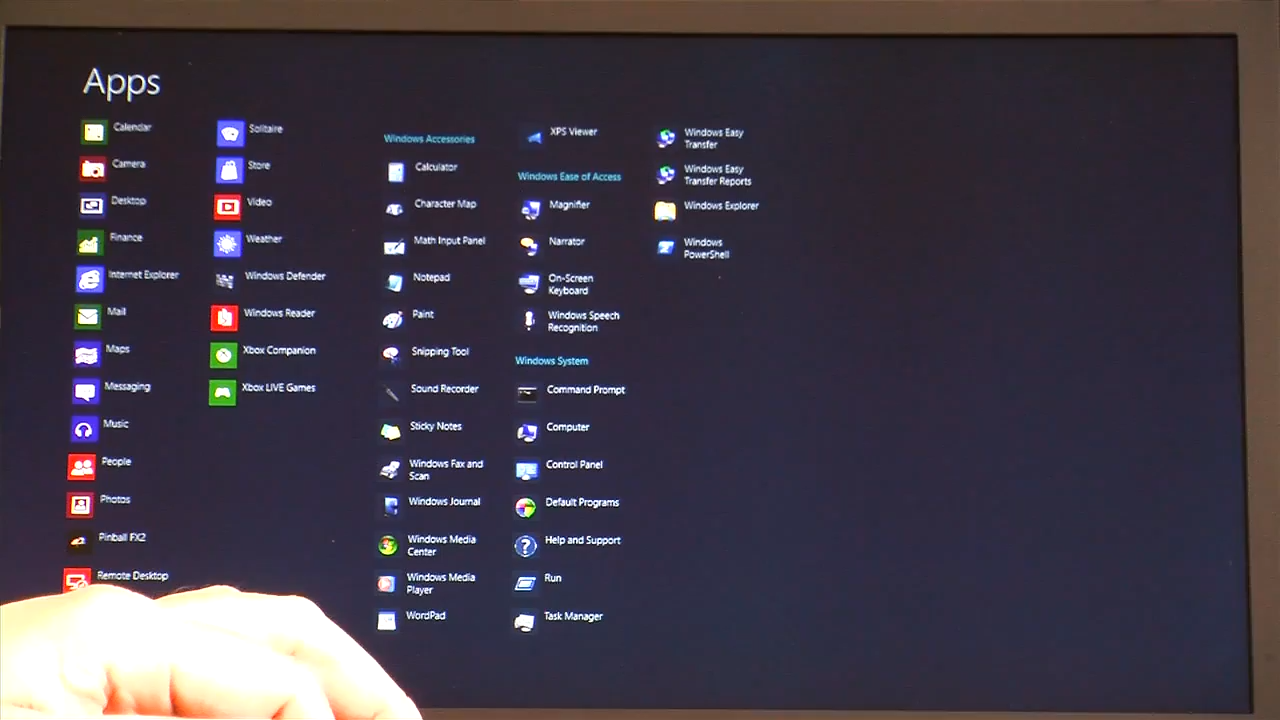 Apps
Calendar
Camera
Desktop
Finance
Internet Explorer
Mail
Maps
Messaging
Music
People
Photos
Pinball FX2
Remote Desktop
Solitaire
Store
Video
Weather
Windows Defender
Windows Reader
Xbox Companion
Xbox LIVE Games
Windows Accessories
Calculator
Character Map
Math Input Panel
Notepad
Paint
Snipping Tool
Sound Recorder
Sticky Notes
Windows Fax and
Scan
Windows Journal
Windows Media
Center
Windows Media
Player
WordPad
XPS Viewer
Windows Ease of Access
Magnifier
Narrator
On-Screen
Keyboard
Windows Speech
Recognition
Windows System
Command Prompt
Computer
Control Panel
Default Programs
Help and Support
Run
Task Manager
Windows Easy
Transfer
Windows Easy
Transfer Reports
Windows Explorer
Windows
PowerShell